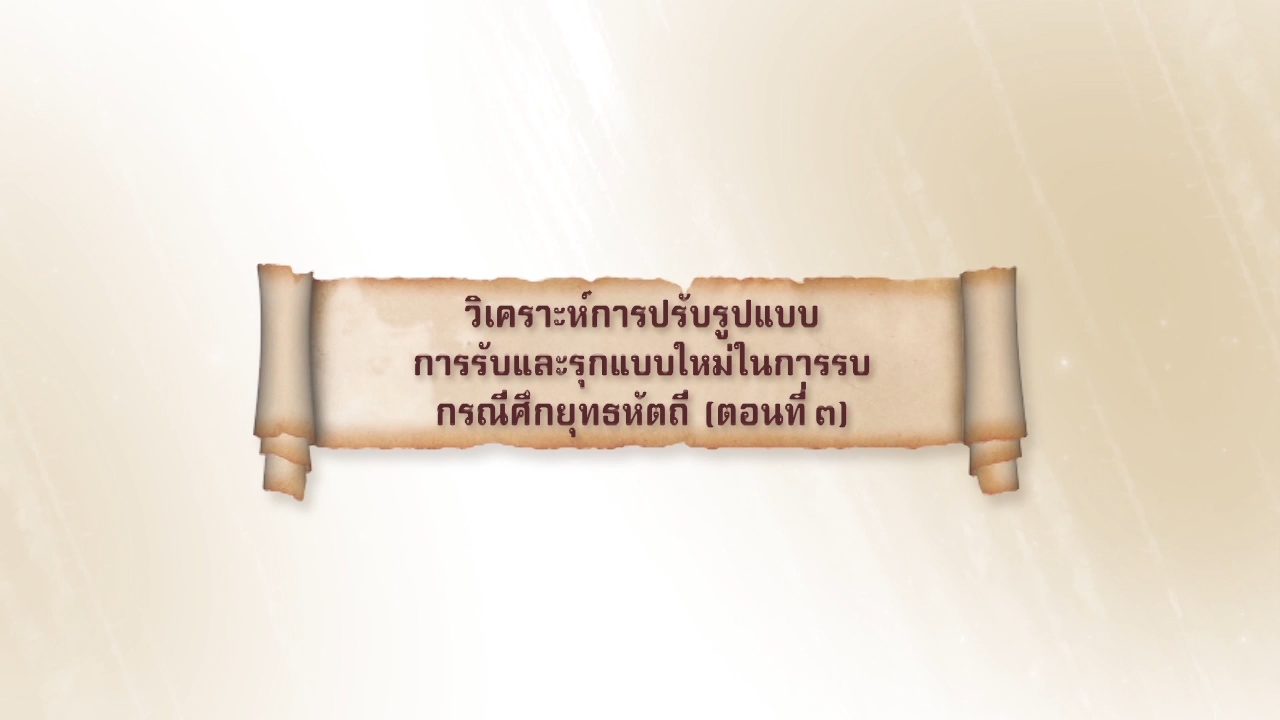 วิเคราะห์การปรับรูปแบบ
การรับและรุกแบบใหม่ในการรบ
กรณีศึกยุทธหัตถี (ตอนที่ ๓)